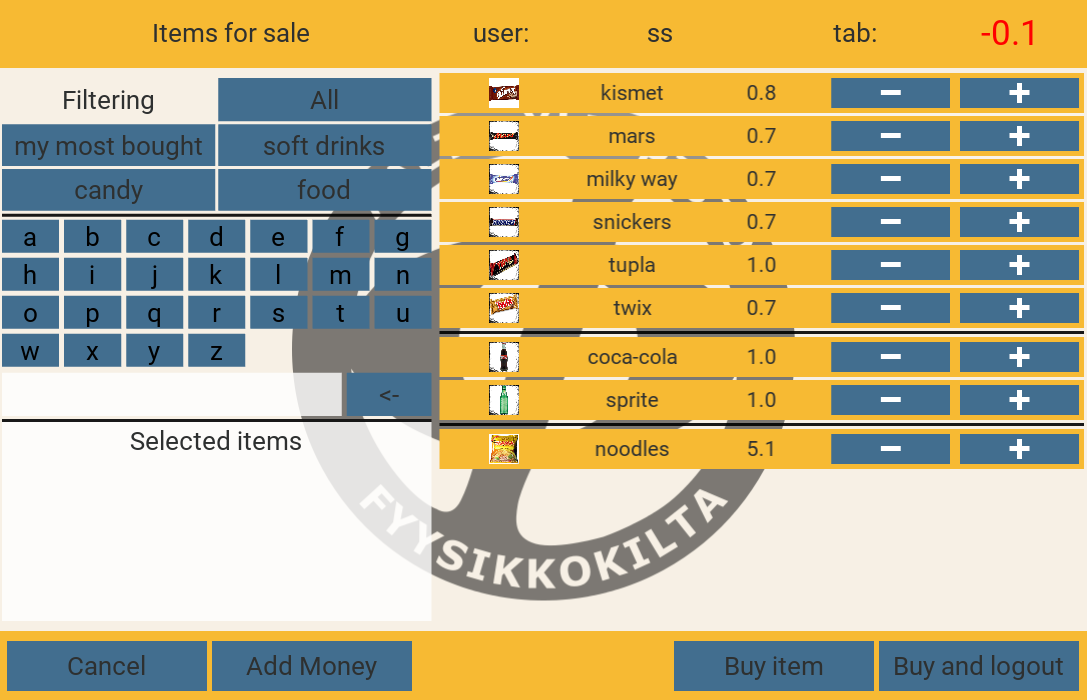 Items for sale user: ss tab: -0.1
Filtering All
my most bought soft drinks
candy food
a b c d e f g
h i j k l m n
o p q r s t u
w x y z
<-
Selected items
kismet 0.8 − +
mars 0.7 − +
milky way 0.7 − +
snickers 0.7 − +
tupla 1.0 − +
twix 0.7 − +
coca-cola 1.0 − +
sprite 1.0 − +
noodles 5.1 − +
FYYSIKKOKILTA
Cancel Add Money Buy item Buy and logout